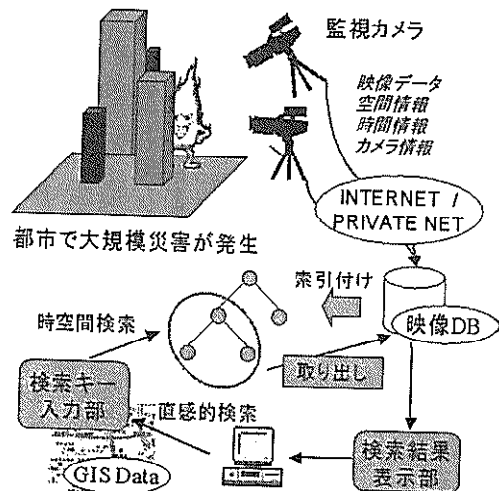 監視カメラ
映像データ
空間情報
時間情報
カメラ情報
INTERNET /
PRIVATE NET
都市で大規模災害が発生
索引付け
映像DB
時空間検索
取り出し
検索キー
入力部
直感的検索
GIS Data
検索結果
表示部